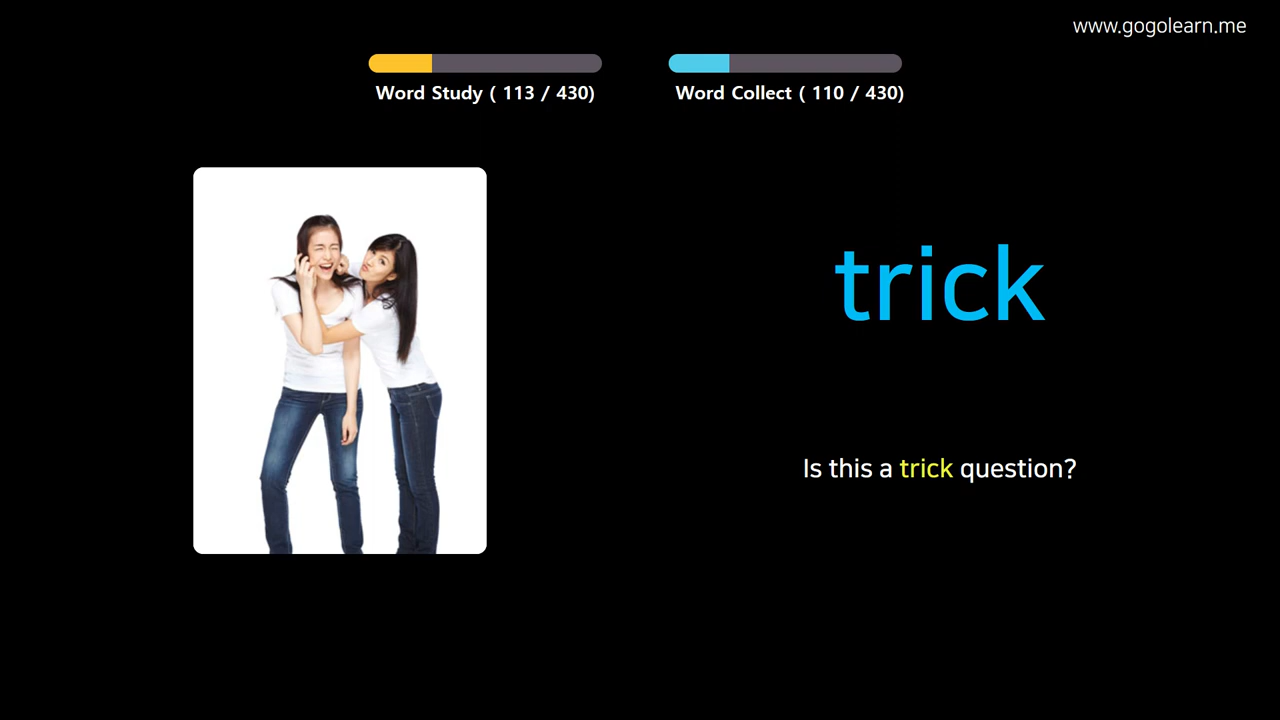 www.gogolearn.me
Word Study ( 113 / 430)
Word Collect ( 110 / 430)
trick
Is this a trick question?